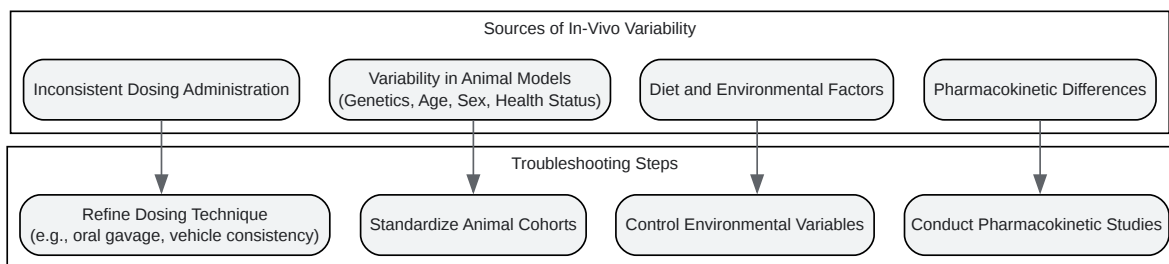 Sources of In-Vivo Variability
Inconsistent Dosing Administration
Variability in Animal Models
(Genetics, Age, Sex, Health Status)
Diet and Environmental Factors
Pharmacokinetic Differences
Troubleshooting Steps
Refine Dosing Technique
(e.g., oral gavage, vehicle consistency)
Standardize Animal Cohorts
Control Environmental Variables
Conduct Pharmacokinetic Studies